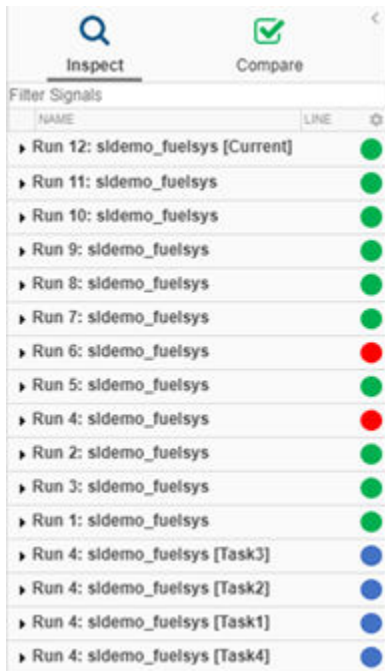 Inspect Compare
Filter Signals
NAME LINE
Run 12: sldemo_fuelsys [Current]
Run 11: sldemo_fuelsys
Run 10: sldemo_fuelsys
Run 9: sldemo_fuelsys
Run 8: sldemo_fuelsys
Run 7: sldemo_fuelsys
Run 6: sldemo_fuelsys
Run 5: sldemo_fuelsys
Run 4: sldemo_fuelsys
Run 2: sldemo_fuelsys
Run 3: sldemo_fuelsys
Run 1: sldemo_fuelsys
Run 4: sldemo_fuelsys [Task3]
Run 4: sldemo_fuelsys [Task2]
Run 4: sldemo_fuelsys [Task1]
Run 4: sldemo_fuelsys [Task4]